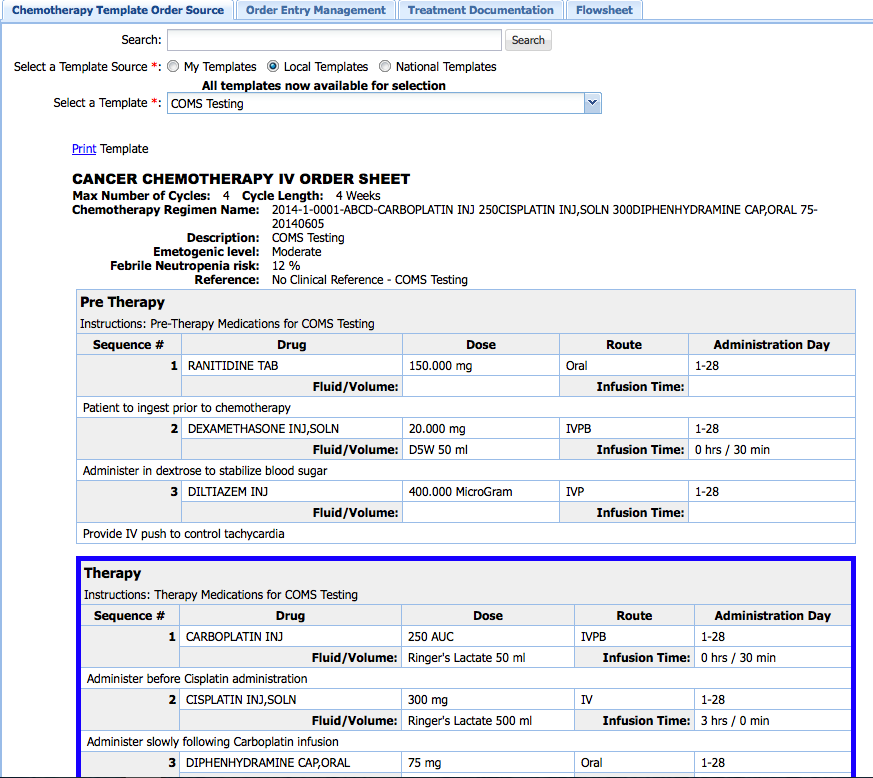 Chemotherapy Template Order Source Order Entry Management Treatment Documentation Flowsheet
Search: Search
Select a Template Source *: My Templates Local Templates National Templates
All templates now available for selection
Select a Template *: COMS Testing
Print Template
CANCER CHEMOTHERAPY IV ORDER SHEET
Max Number of Cycles: 4 Cycle Length: 4 Weeks
Chemotherapy Regimen Name: 2014-1-0001-ABCD-CARBOPLATIN INJ 250CISPLATIN INJ,SOLN 300DIPHENHYDRAMINE CAP,ORAL 75-
20140605
Description: COMS Testing
Emetogenic level: Moderate
Febrile Neutropenia risk: 12 %
Reference: No Clinical Reference - COMS Testing
Pre Therapy
Instructions: Pre-Therapy Medications for COMS Testing
Sequence # Drug Dose Route Administration Day
1 RANITIDINE TAB 150.000 mg Oral 1-28
Fluid/Volume: Infusion Time:
Patient to ingest prior to chemotherapy
2 DEXAMETHASONE INJ,SOLN 20.000 mg IVPB 1-28
Fluid/Volume: D5W 50 ml Infusion Time: 0 hrs / 30 min
Administer in dextrose to stabilize blood sugar
3 DILTIAZEM INJ 400.000 MicroGram IVP 1-28
Fluid/Volume: Infusion Time:
Provide IV push to control tachycardia
Therapy
Instructions: Therapy Medications for COMS Testing
Sequence # Drug Dose Route Administration Day
1 CARBOPLATIN INJ 250 AUC IVPB 1-28
Fluid/Volume: Ringer's Lactate 50 ml Infusion Time: 0 hrs / 30 min
Administer before Cisplatin administration
2 CISPLATIN INJ,SOLN 300 mg IV 1-28
Fluid/Volume: Ringer's Lactate 500 ml Infusion Time: 3 hrs / 0 min
Administer slowly following Carboplatin infusion
3 DIPHENHYDRAMINE CAP,ORAL 75 mg Oral 1-28